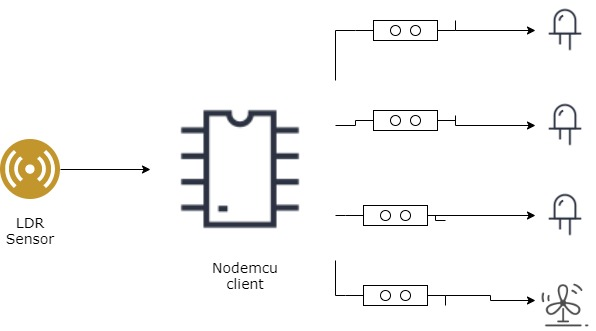 LDR
Sensor
Nodemcu
client